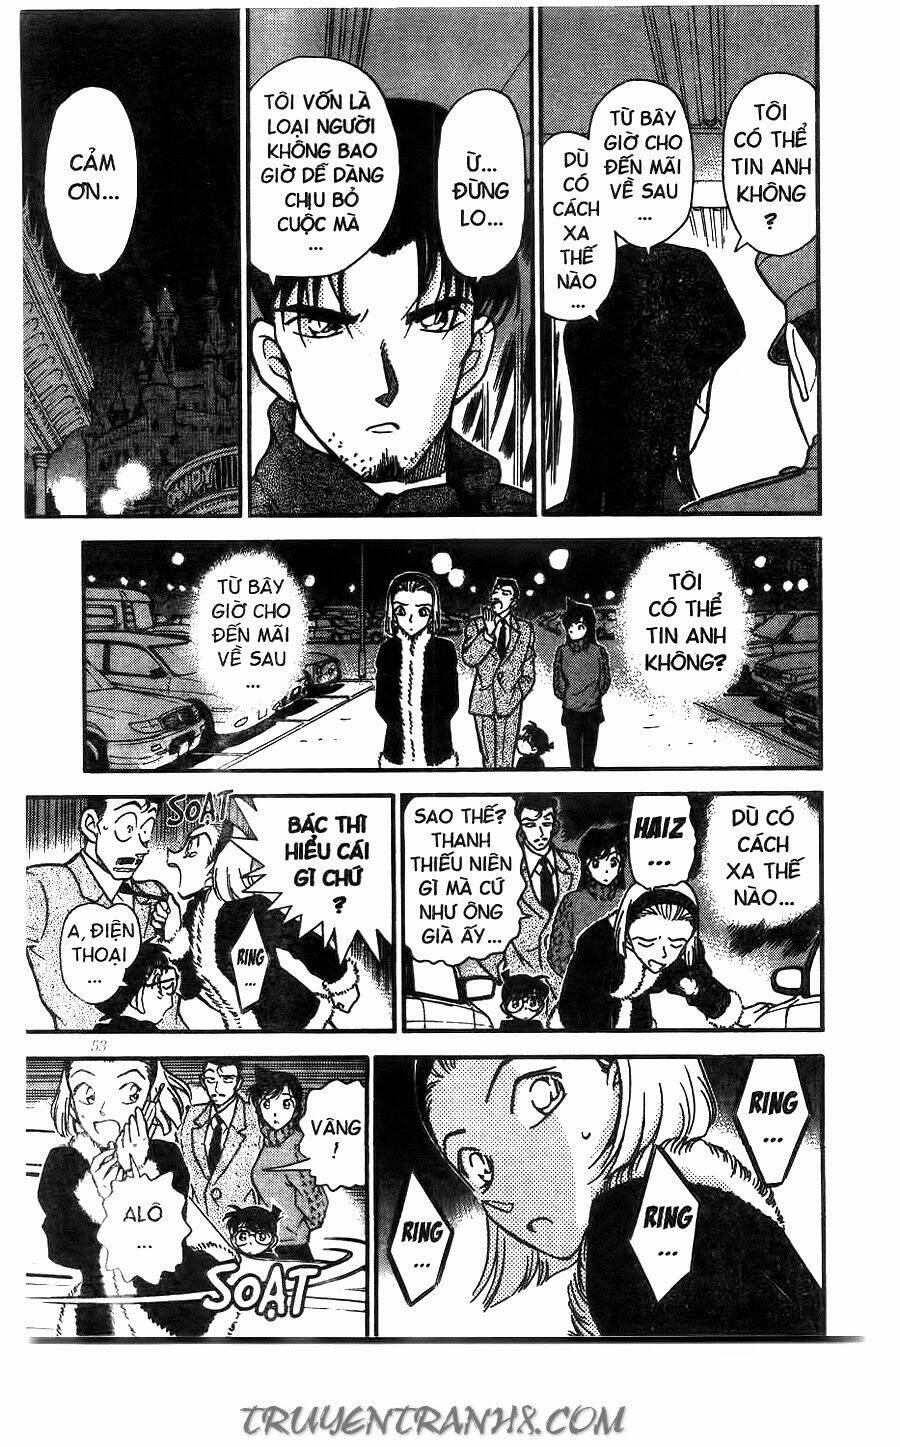 TÔI
CÓ THỂ
TIN ANH
KHÔNG
?
TỪ BÂY
GIỜ CHO
ĐẾN MÃI
VỀ SAU
...
DÙ
CÓ
CÁCH
XA
THẾ
NÀO
...
Ừ...
ĐỪNG
LO...
TÔI VỐN LÀ
LOẠI NGƯỜI
KHÔNG BAO
GIỜ DỄ DÀNG
CHỊU BỎ
CUỘC MÀ
...
CẢM
ƠN...
ANDY
TÔI
CÓ THỂ
TIN ANH
KHÔNG?
TỪ BÂY
GIỜ CHO
ĐẾN MÃI
VỀ SAU
...
DÙ CÓ
CÁCH
XA THẾ
NÀO...
HAIZ
...
SAO THẾ?
THANH
THIẾU NIÊN
GÌ MÀ CỨ
NHƯ ÔNG
GIÀ ẤY...
SOẠT
BÁC THÌ
HIỂU CÁI
GÌ CHỨ
?
RING
...
A, ĐIỆN
THOẠI
...
53
RING
...
RING
...
RING
...
VÂNG
!
ALÔ
...
SOẠT
TRUYENTRANH8.COM